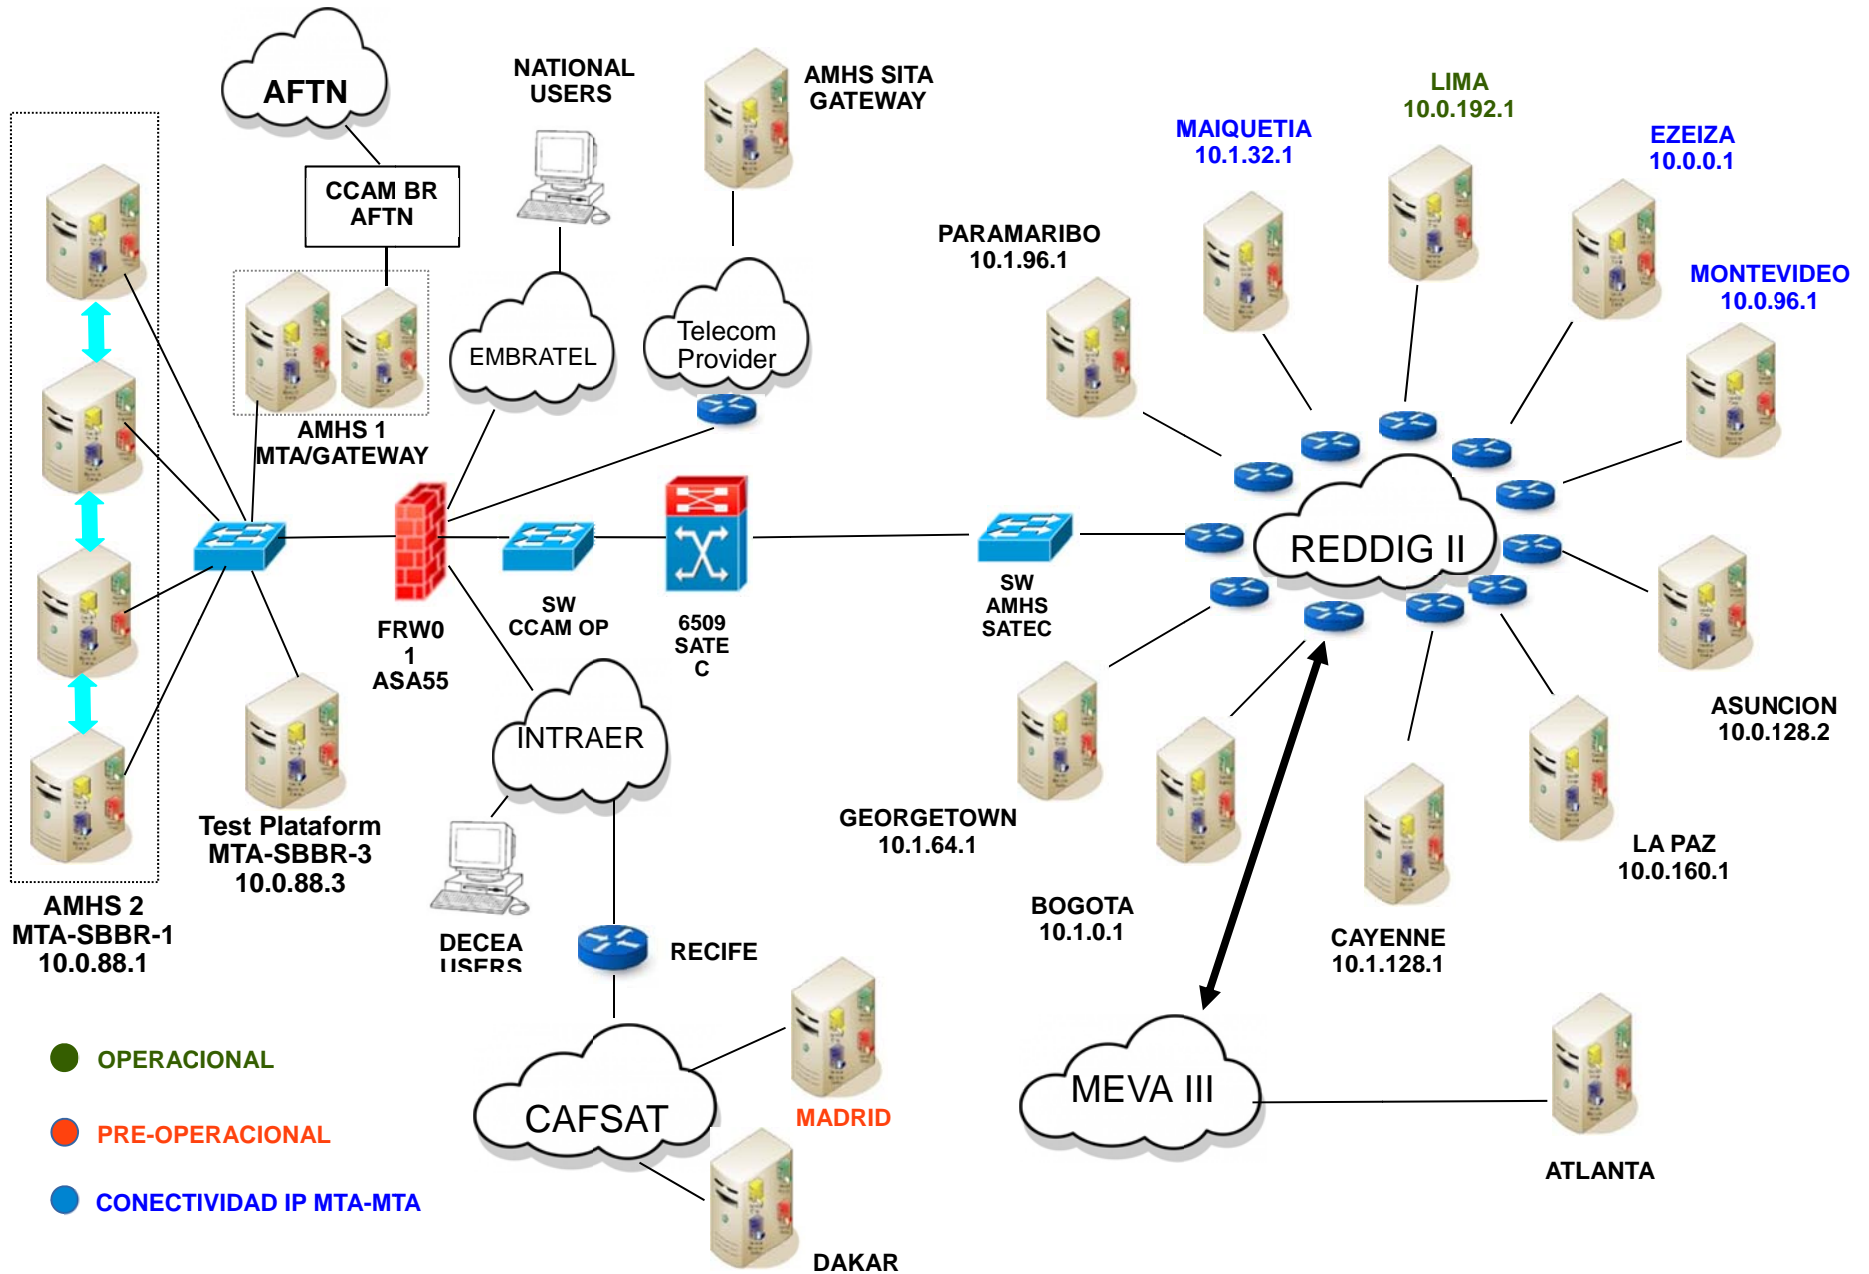 AFTN
NATIONAL
USERS
AMHS SITA
GATEWAY
LIMA
10.0.192.1
MAIQUETIA
10.1.32.1
EZEIZA
10.0.0.1
CCAM BR
AFTN
PARAMARIBO
10.1.96.1
MONTEVIDEO
10.0.96.1
EMBRATEL
Telecom
Provider
AMHS 1
MTA/GATEWAY
REDDIG II
FRW0
1
ASA55
SW
CCAM OP
6509
SATE
C
SW
AMHS
SATEC
INTRAER
ASUNCION
10.0.128.2
Test Plataform
MTA-SBBR-3
10.0.88.3
GEORGETOWN
10.1.64.1
LA PAZ
10.0.160.1
AMHS 2
MTA-SBBR-1
10.0.88.1
BOGOTA
10.1.0.1
CAYENNE
10.1.128.1
DECEA
USERS
RECIFE
OPERACIONAL
PRE-OPERACIONAL
CONECTIVIDAD IP MTA-MTA
CAFSAT
MADRID
MEVA III
ATLANTA
DAKAR